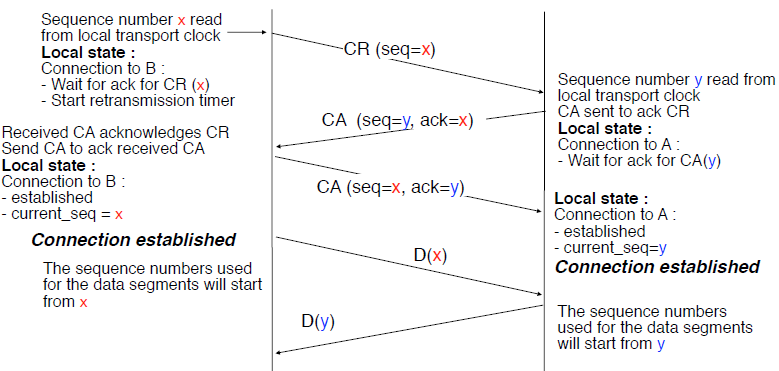 Sequence number x read
from local transport clock
Local state :
Connection to B :
- Wait for ack for CR (x)
- Start retransmission timer
CR (seq=x)
Sequence number y read from
local transport clock
CA sent to ack CR
Local state :
Connection to A :
- Wait for ack for CA(y)
CA (seq=y, ack=x)
Received CA acknowledges CR
Send CA to ack received CA
Local state :
Connection to B :
- established
- current_seq = x
CA (seq=x, ack=y)
Local state :
Connection to A :
- established
- current_seq=y
Connection established
Connection established
D(x)
The sequence numbers used
for the data segments will start
from x
D(y)
The sequence numbers
used for the data segments
will start from y